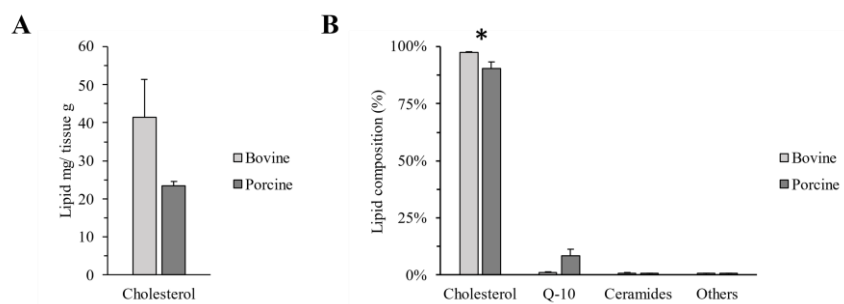 A
Lipid mg/ tissue g
60
50
40
30
20
10
0
Cholesterol
Bovine
Porcine
B
Lipid composition (%)
100%
75%
50%
25%
0%
*
Cholesterol
Q-10
Ceramides
Others
Bovine
Porcine